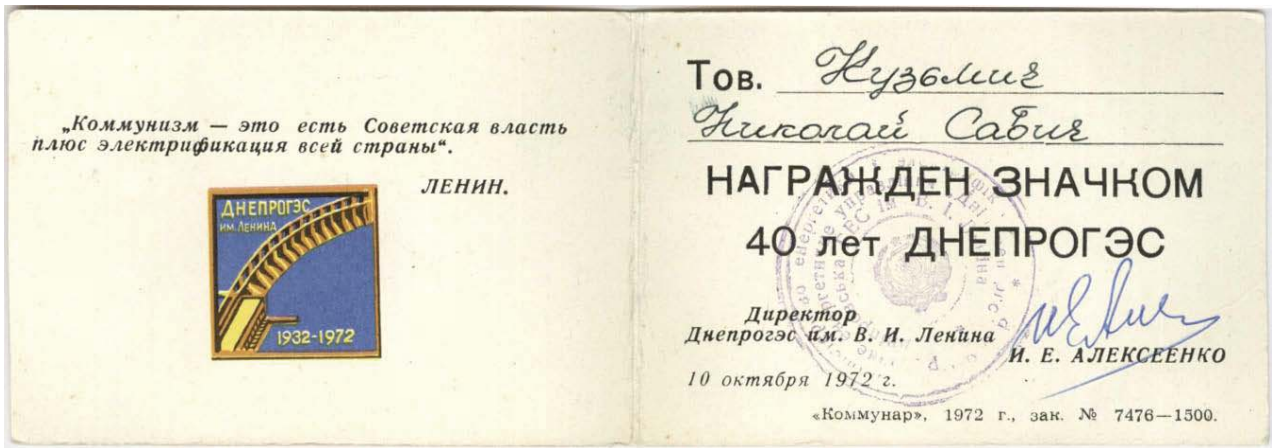 „Коммунизм — это есть Советская власть
плюс электрификация всей страны“.
ЛЕНИН.
ДНЕПРОГЭС
ИМ. ЛЕНИНА
1932-1972
Тов. Кузьмич
Николай Савич
НАГРАЖДЕН ЗНАЧКОМ
40 лет ДНЕПРОГЭС
Директор
Днепрогэс им. В. И. Ленина
И. Е. АЛЕКСЕЕНКО
10 октября 1972 г.
«Коммунар», 1972 г., зак. № 7476—1500.